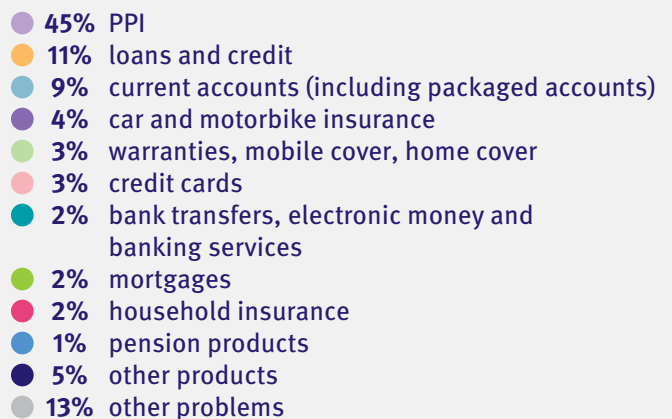 45% PPI
11% loans and credit
9% current accounts (including packaged accounts)
4% car and motorbike insurance
3% warranties, mobile cover, home cover
3% credit cards
2% bank transfers, electronic money and
banking services
2% mortgages
2% household insurance
1% pension products
5% other products
13% other problems